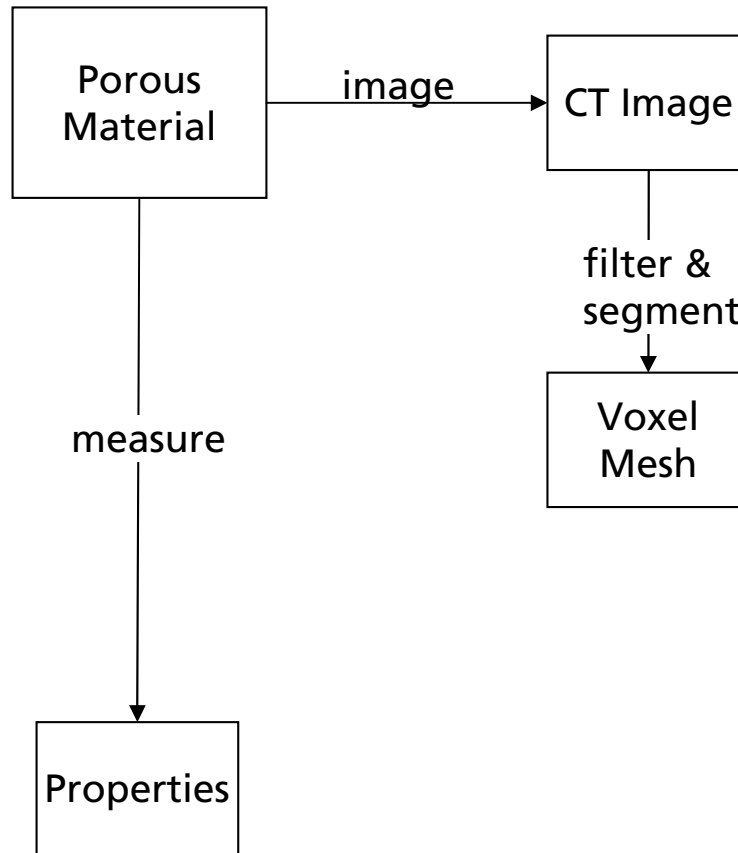 Porous
Material
image
CT Image
filter &
segment
Voxel
Mesh
measure
Properties